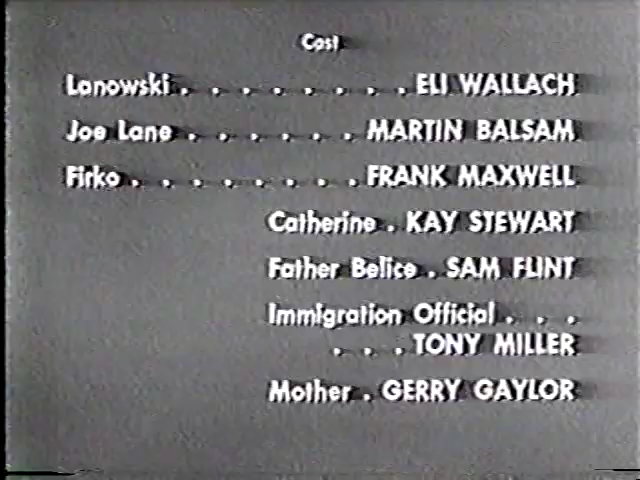 Cast
Lanowski . . . . . . . . ELI WALLACH
Joe Lane . . . . . . MARTIN BALSAM
Firko . . . . . . . . FRANK MAXWELL
Catherine . KAY STEWART
Father Belice . SAM FLINT
Immigration Official . . .
. . . TONY MILLER
Mother . GERRY GAYLOR